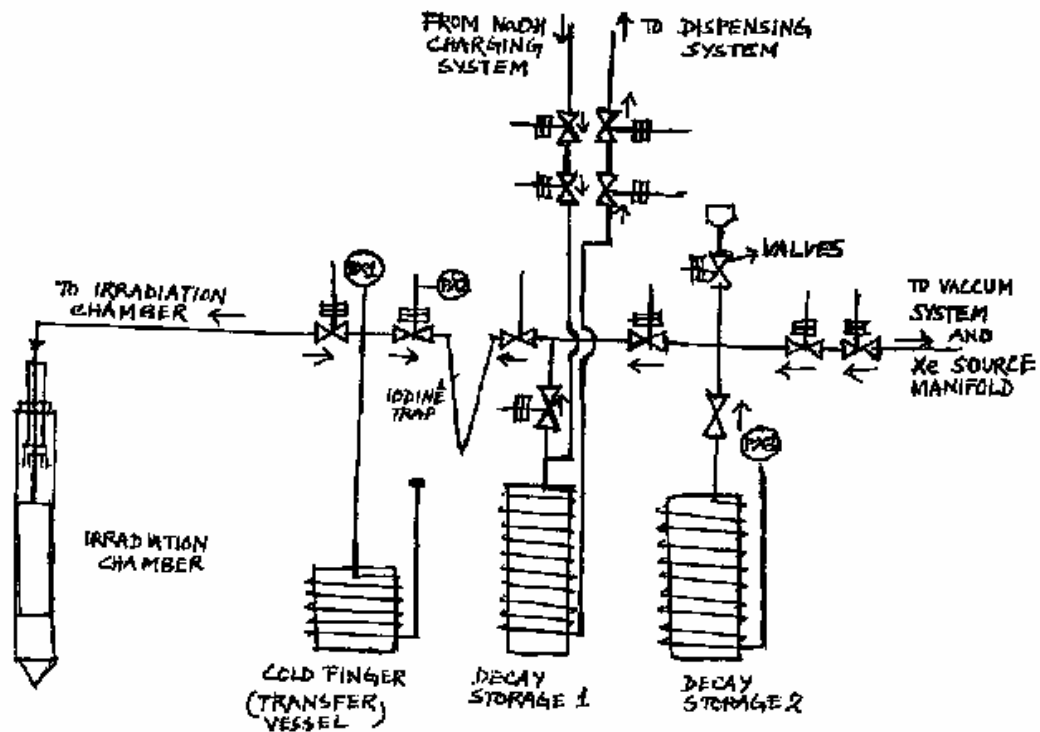 FROM NaOH
CHARGING
SYSTEM
TO DISPENSING
SYSTEM
VALVES
TO IRRADIATION
CHAMBER
TO VACCUM
SYSTEM
AND
Xe SOURCE
MANIFOLD
IODINE
TRAP
IRRADIATION
CHAMBER
COLD FINGER
(TRANSFER
VESSEL)
DECAY
STORAGE 1
DECAY
STORAGE 2